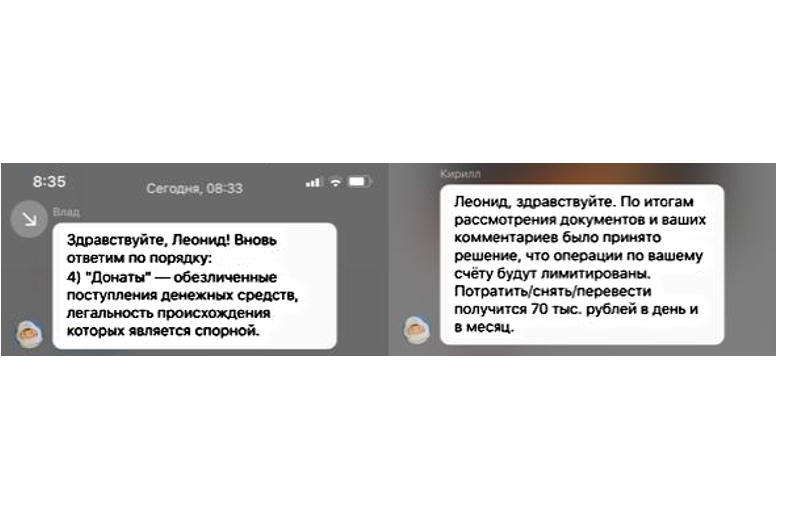 8:35
Сегодня, 08:33
Влад
Здравствуйте, Леонид! Вновь
ответим по порядку:
4) "Донаты" — обезличенные
поступления денежных средств,
легальность происхождения
которых является спорной.
Кирилл
Леонид, здравствуйте. По итогам
рассмотрения документов и ваших
комментариев было принято
решение, что операции по вашему
счёту будут лимитированы.
Потратить/снять/перевести
получится 70 тыс. рублей в день и
в месяц.